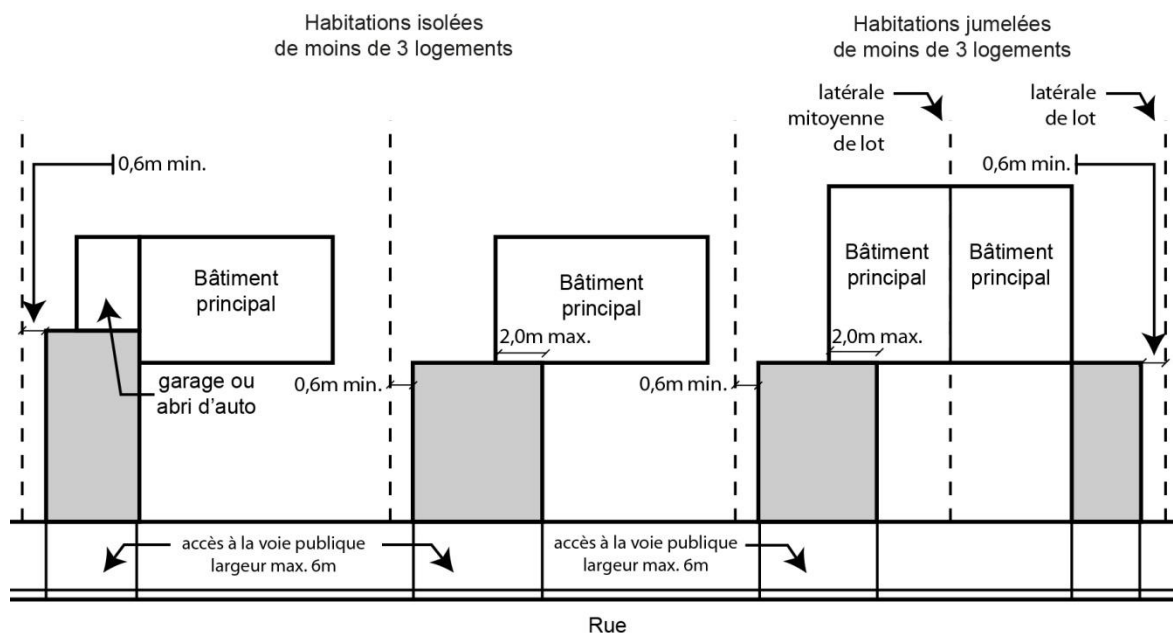 Habitations isolées
de moins de 3 logements
Habitations jumelées
de moins de 3 logements
latérale
mitoyenne
de lot
latérale
de lot
0,6m min.
0,6m min.
Bâtiment
principal
Bâtiment
principal
Bâtiment
principal
Bâtiment
principal
2,0m max.
2,0m max.
garage ou
abri d'auto
0,6m min.
0,6m min.
accès à la voie publique
largeur max. 6m
accès à la voie publique
largeur max. 6m
Rue